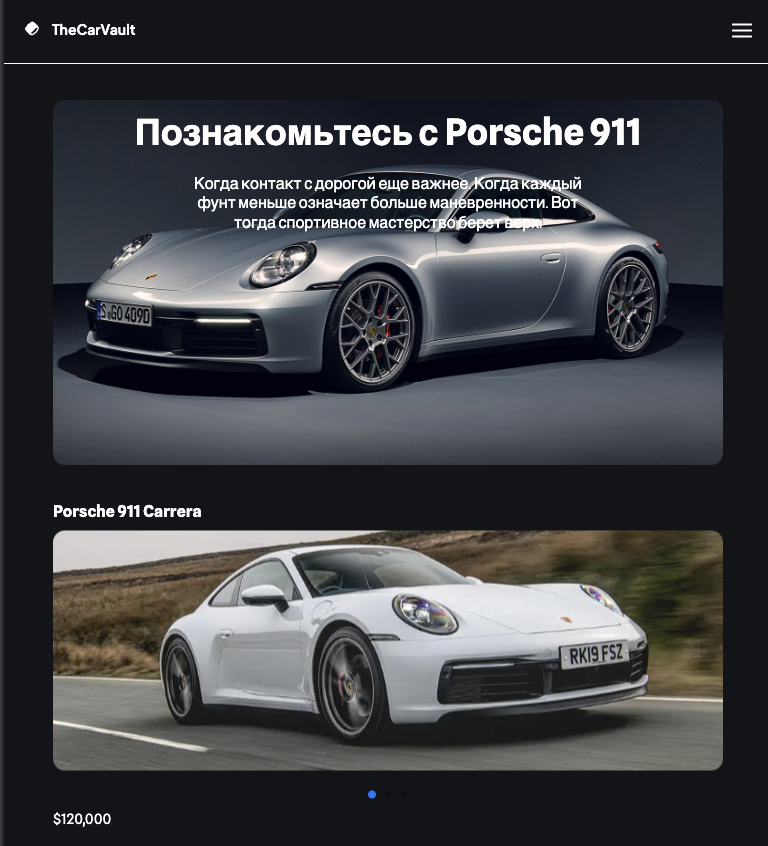 TheCarVault
Познакомьтесь с Porsche 911
Когда контакт с дорогой еще важнее. Когда каждый
фунт меньше означает больше маневренности. Вот
тогда спортивное мастерство берет верх.
S GO 4090
Porsche 911 Carrera
RK19 FSZ
$120,000